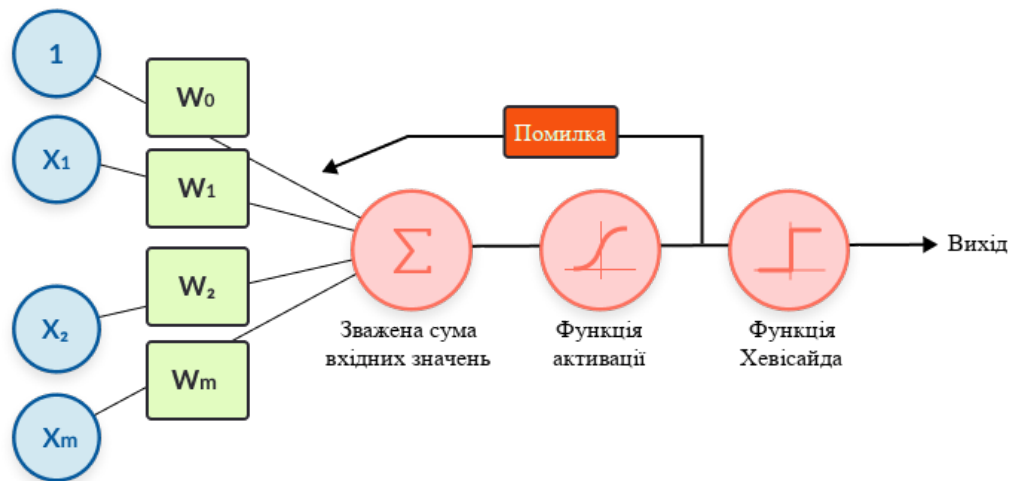 1
W₀
X₁
W₁
X₂
W₂
Xm
Wm
Помилка
Σ
Зважена сума
вхідних значень
Функція
активації
Функція
Хевісайда
Вихід